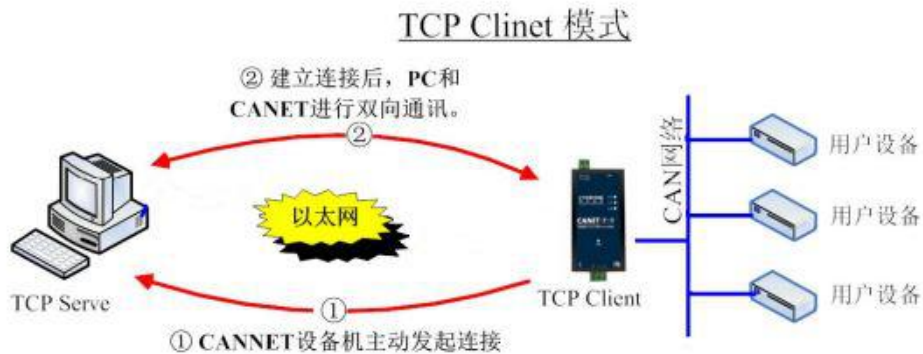 TCP Clinet 模式
② 建立连接后，PC和
CANET进行双向通讯。
②
以太网
CANET
CAN网络
用户设备
用户设备
用户设备
TCP Serve
TCP Client
①
① CANNET设备机主动发起连接